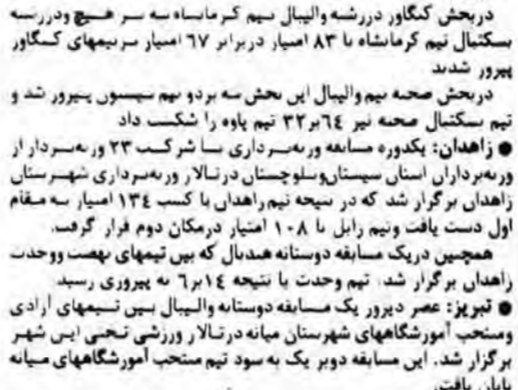 دربخش کنگاور دررشته والیبال تیم کرمانشاه سه بر هیچ ودررشته
بسکتبال تیم کرمانشاه با ۸۳ امتیاز دربرابر ۶۷ امتیاز برتیمهای کنگاور
پیروز شدند
دربخش صحنه تیم والیبال این بخش سه بردو تیم بیستون پیروز شد و
تیم بسکتبال صحنه نیز ۶۴بر۳۲ تیم پاوه را شکست داد
● زاهدان: یکدوره مسابقه وزنه‌برداری با شرکت ۲۳ وزنه‌بردار از
وزنه‌برداران استان سیستان‌وبلوچستان درتالار وزنه‌برداری شهرستان
زاهدان برگزار شد که در نتیجه تیم زاهدان با کسب ۱۳۴ امتیاز به مقام
اول دست یافت وتیم زابل با ۱۰۸ امتیاز درمکان دوم قرار گرفت.
همچنین دریک مسابقه دوستانه هندبال که بین تیمهای نهضت ووحدت
زاهدان برگزار شد، تیم وحدت با نتیجه ۱۴بر۶ به پیروزی رسید
● تبریز: عصر دیروز یک مسابقه دوستانه والیبال بین تیمهای آزادی
ومنتخب آموزشگاههای شهرستان میانه درتالار ورزشی تختی این شهر
برگزار شد. این مسابقه دوبر یک به سود تیم منتخب آموزشگاههای میانه
پایان یافت.